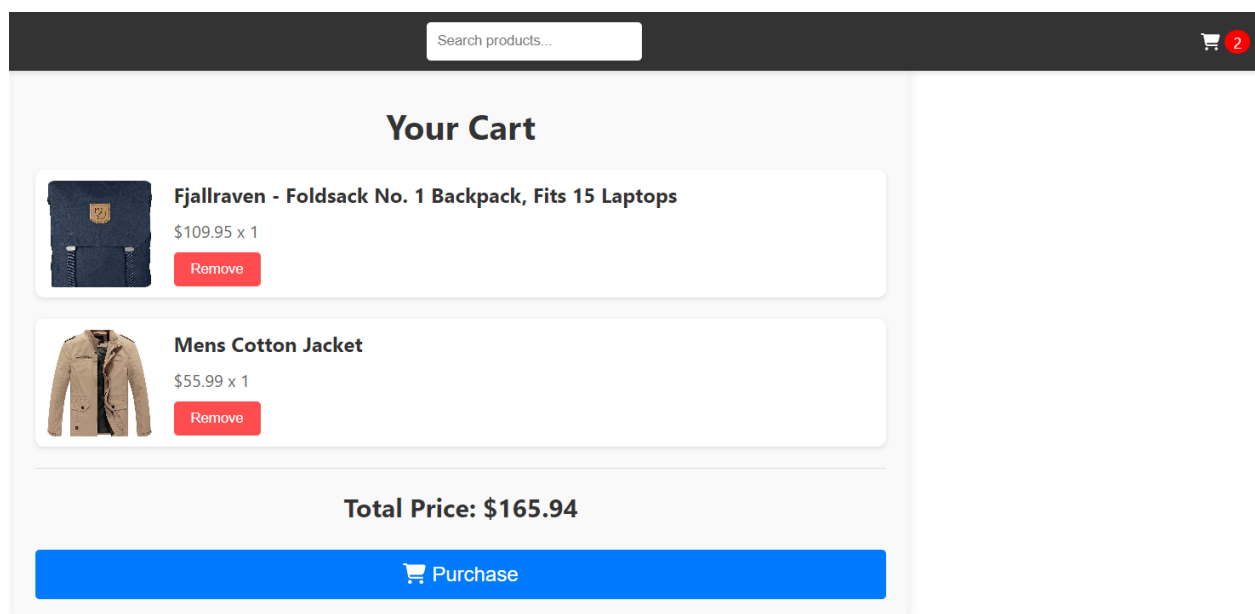 Search products...
2
Your Cart
Fjallraven - Foldsack No. 1 Backpack, Fits 15 Laptops
$109.95 x 1
Remove
Mens Cotton Jacket
$55.99 x 1
Remove
Total Price: $165.94
Purchase